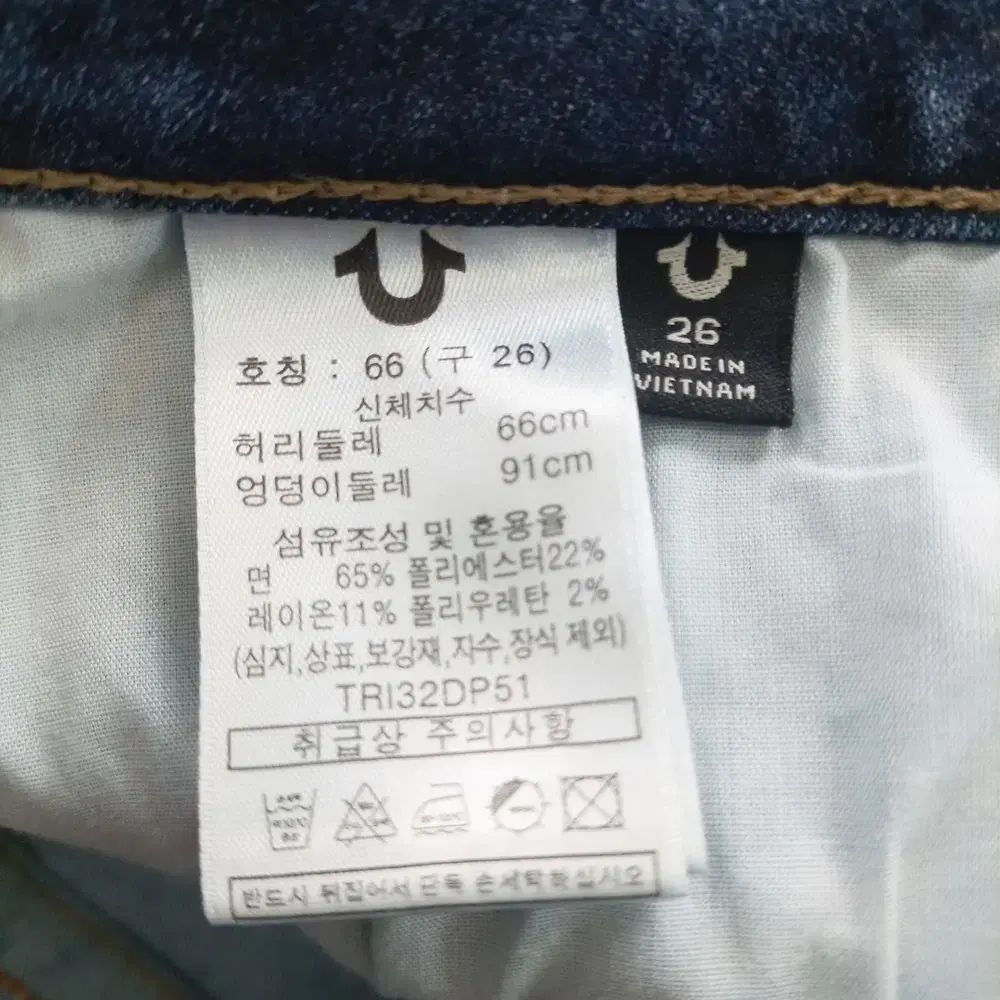 호칭 : 66 (구 26)
신체치수
허리둘레 66cm
엉덩이둘레 91cm
섬유조성 및 혼용율
면 65% 폴리에스터22%
레이온11% 폴리우레탄 2%
(심지,상표,보강재,자수,장식 제외)
TRI32DP51
취급상 주의사항
반드시 뒤집어서 단독 손세탁하십시오
26
MADE IN
VIETNAM